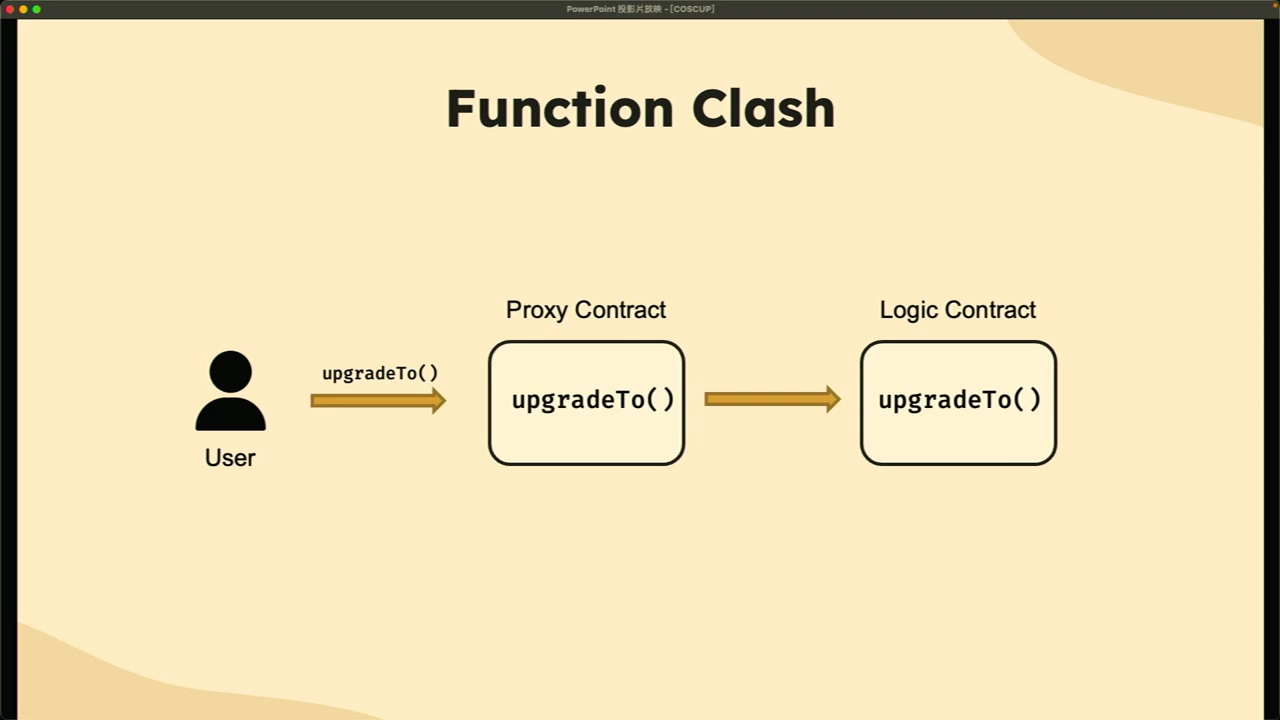 PowerPoint 投影片放映 - [COSCUP]
Function Clash
Proxy Contract
Logic Contract
upgradeTo()
upgradeTo()
upgradeTo()
User